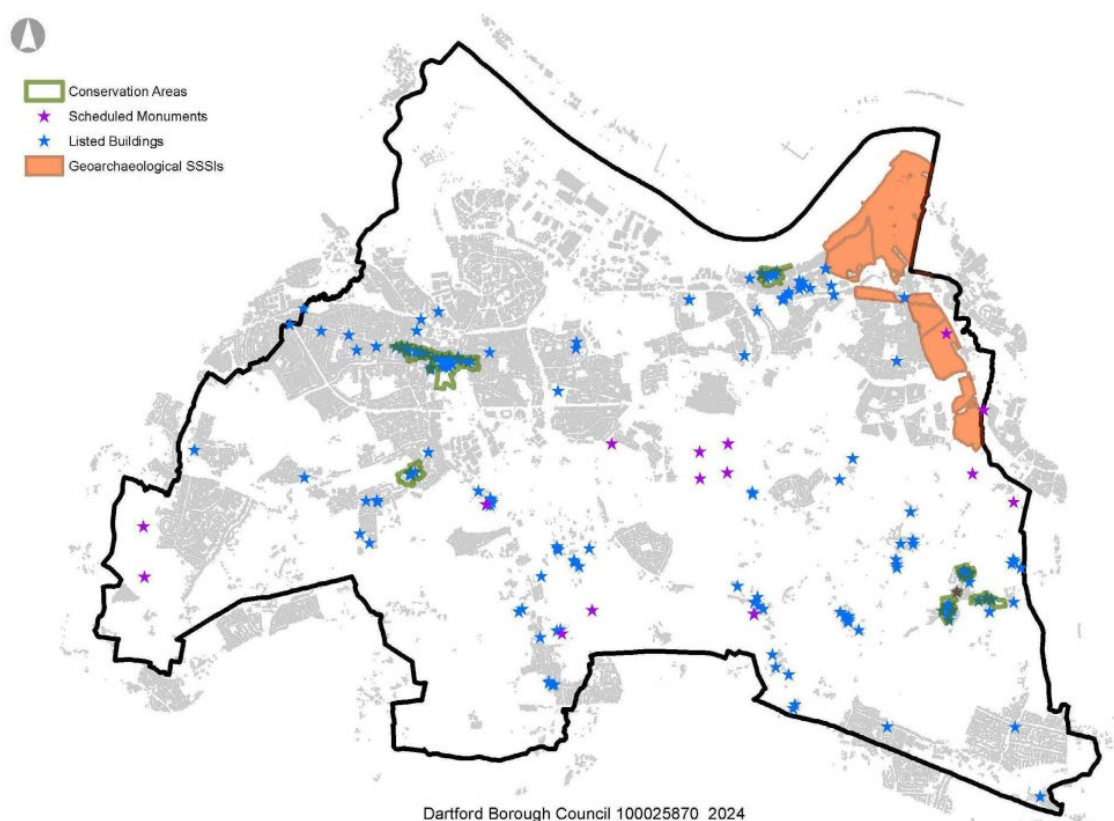 Conservation Areas
Scheduled Monuments
Listed Buildings
Geoarchaeological SSSIs
Dartford Borough Council 100025870 2024